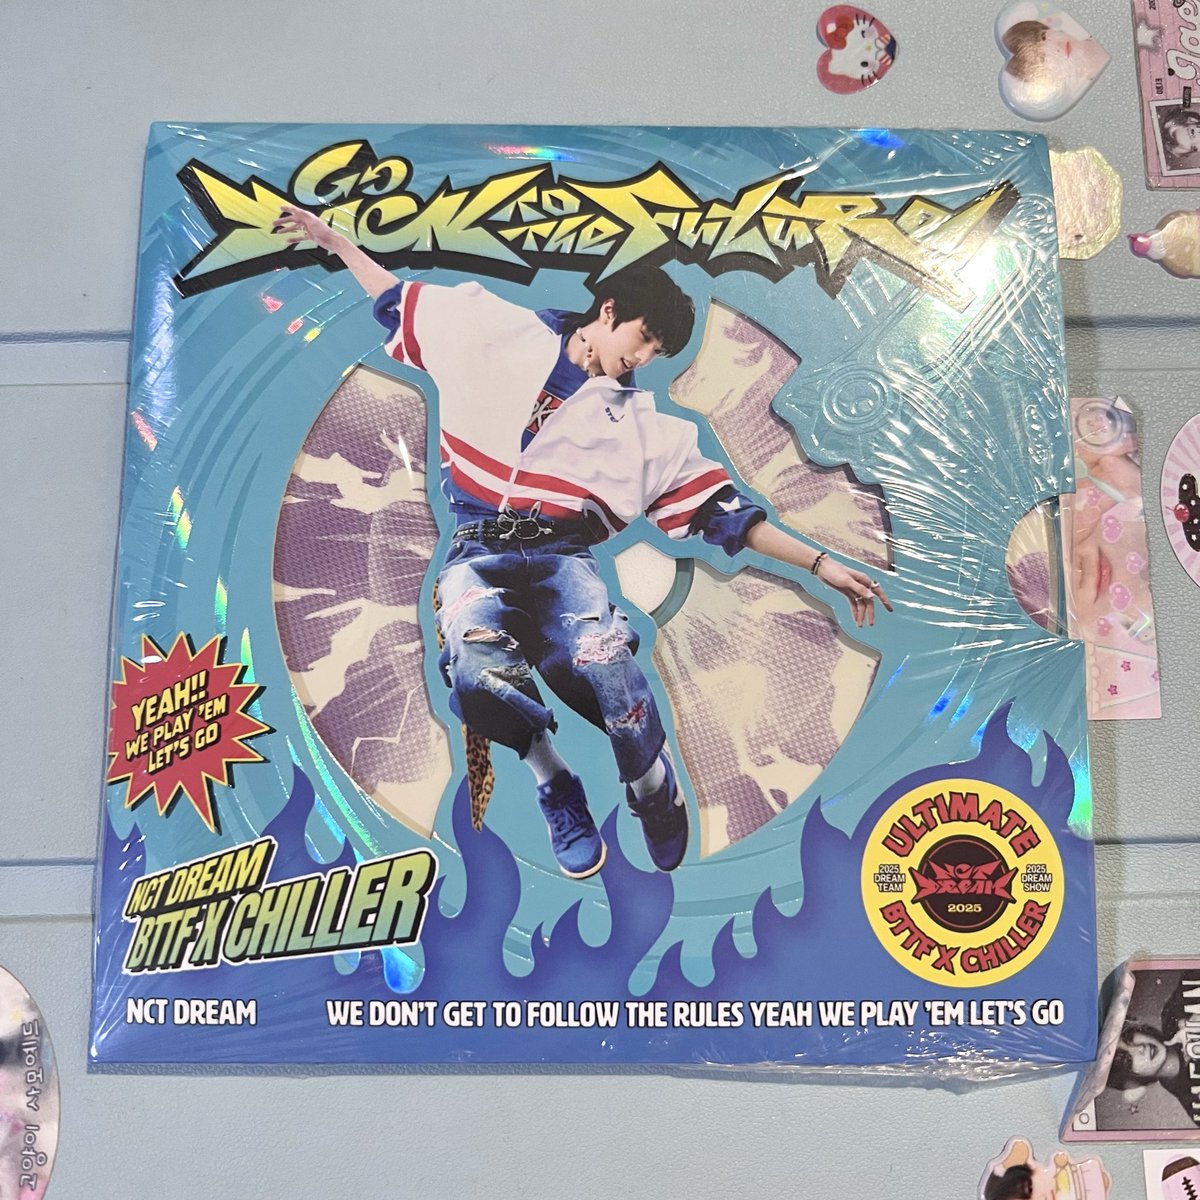 GO
BACK TO THE FUTURE
YEAH!!
WE PLAY 'EM
LET'S GO
NCT DREAM
BTTF X CHILLER
ULTIMATE
2025
DREAM
TEAM
NCT
DREAM
2025
2025
DREAM
SHOW
BTTF X CHILLER
NCT DREAM
WE DON'T GET TO FOLLOW THE RULES YEAH WE PLAY 'EM LET'S GO